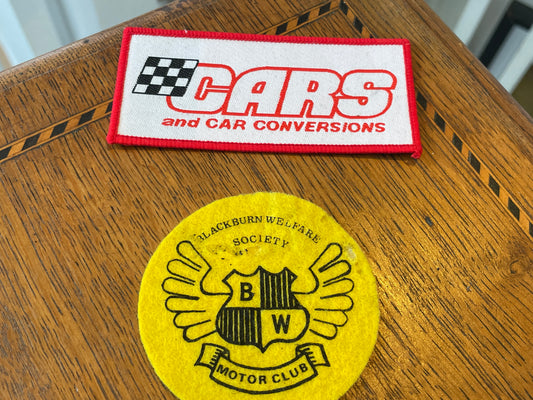 CARS
and CAR CONVERSIONS
BLACKBURN WELFARE
SOCIETY
B
W
MOTOR CLUB